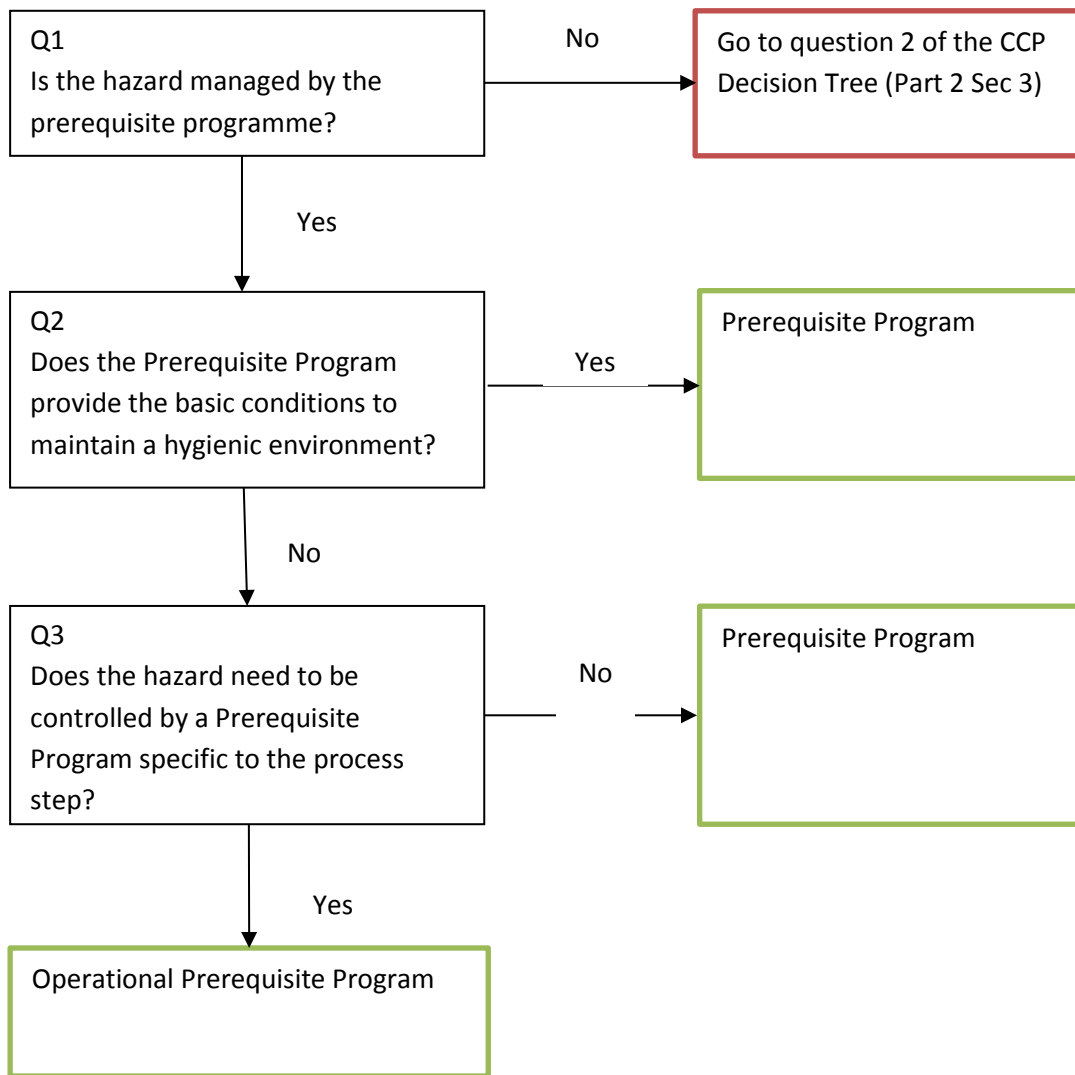 Q1
Is the hazard managed by the
prerequisite programme?
No
Go to question 2 of the CCP
Decision Tree (Part 2 Sec 3)
Yes
Q2
Does the Prerequisite Program
provide the basic conditions to
maintain a hygienic environment?
Yes
Prerequisite Program
No
Q3
Does the hazard need to be
controlled by a Prerequisite
Program specific to the process
step?
No
Prerequisite Program
Yes
Operational Prerequisite Program